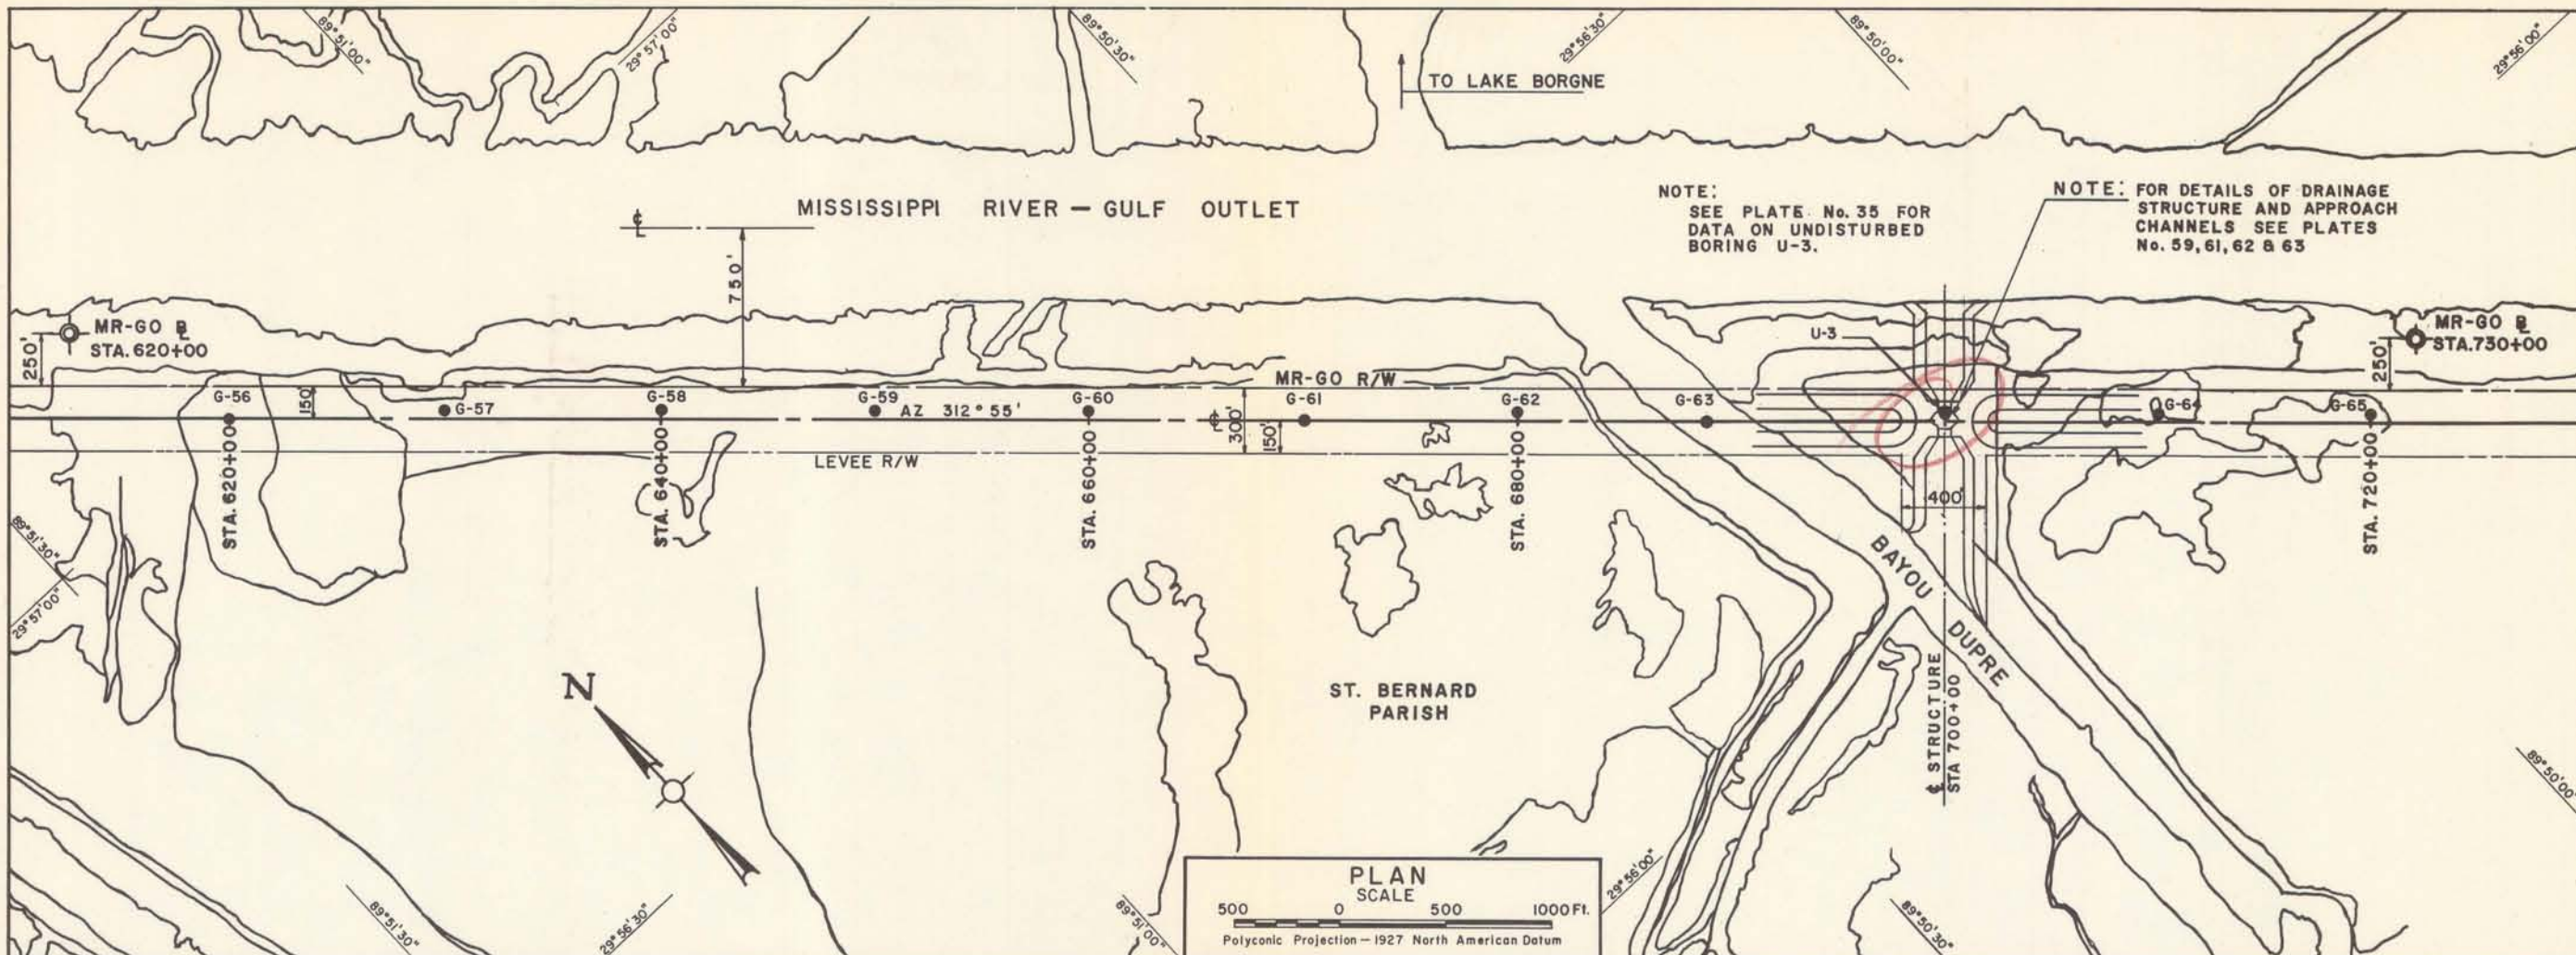 89°51'00"
29°57'00"
89°50'30"
29°56'30"
89°50'00"
29°56'00"
TO LAKE BORGNE
MISSISSIPPI RIVER — GULF OUTLET
NOTE:
SEE PLATE No. 35 FOR
DATA ON UNDISTURBED
BORING U-3.
NOTE: FOR DETAILS OF DRAINAGE
STRUCTURE AND APPROACH
CHANNELS SEE PLATES
No. 59, 61, 62 & 63
750'
MR-GO B̲L
STA. 620+00
250'
U-3
MR-GO B̲L
STA.730+00
250'
MR-GO R/W
G-56
150'
G-57
G-58
G-59
AZ 312° 55'
G-60
300'
150'
G-61
G-62
G-63
G-64
G-65
LEVEE R/W
STA. 620+00
STA. 640+00
STA. 660+00
STA. 680+00
400'
STA. 720+00
89°51'30"
29°57'00"
BAYOU DUPRE
N
ST. BERNARD
PARISH
℄ STRUCTURE
STA 700+00
89°50'00"
89°51'30"
29°56'30"
89°51'00"
29°56'00"
89°50'30"
PLAN
SCALE
500 0 500 1000 Ft.
Polyconic Projection — 1927 North American Datum